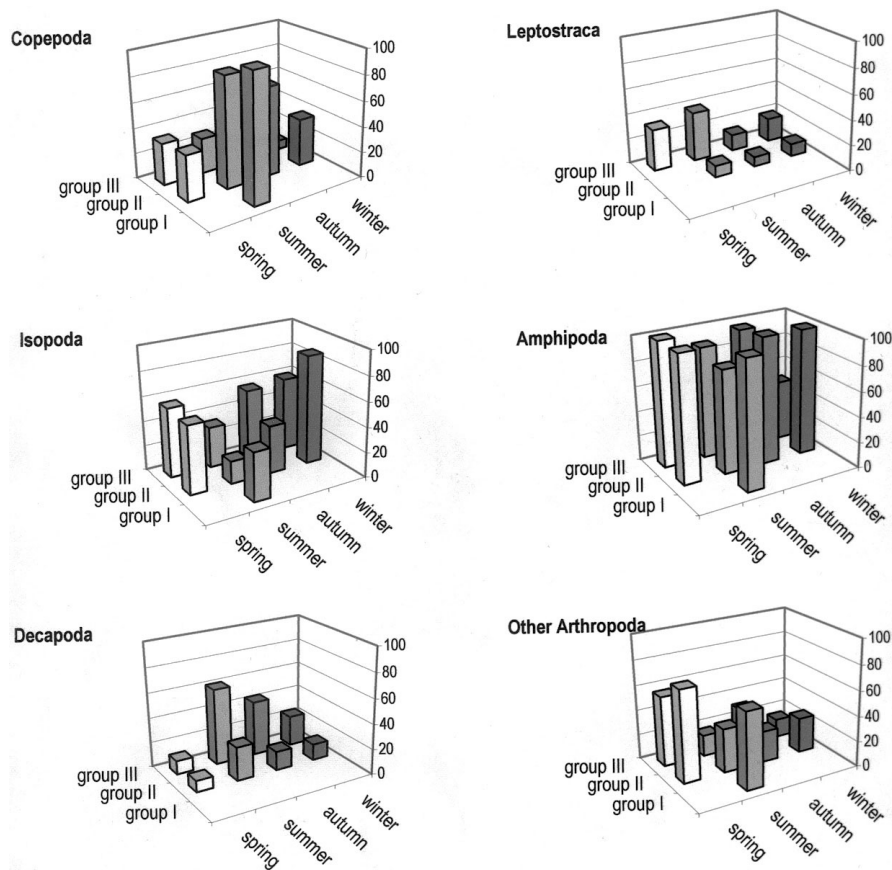 Copepoda
100
80
60
40
20
0
group III
group II
group I
spring
summer
autumn
winter
Leptostraca
100
80
60
40
20
0
group III
group II
group I
spring
summer
autumn
winter
Isopoda
100
80
60
40
20
0
group III
group II
group I
spring
summer
autumn
winter
Amphipoda
100
80
60
40
20
0
group III
group II
group I
spring
summer
autumn
winter
Decapoda
100
80
60
40
20
0
group III
group II
group I
spring
summer
autumn
winter
Other Arthropoda
100
80
60
40
20
0
group III
group II
group I
spring
summer
autumn
winter